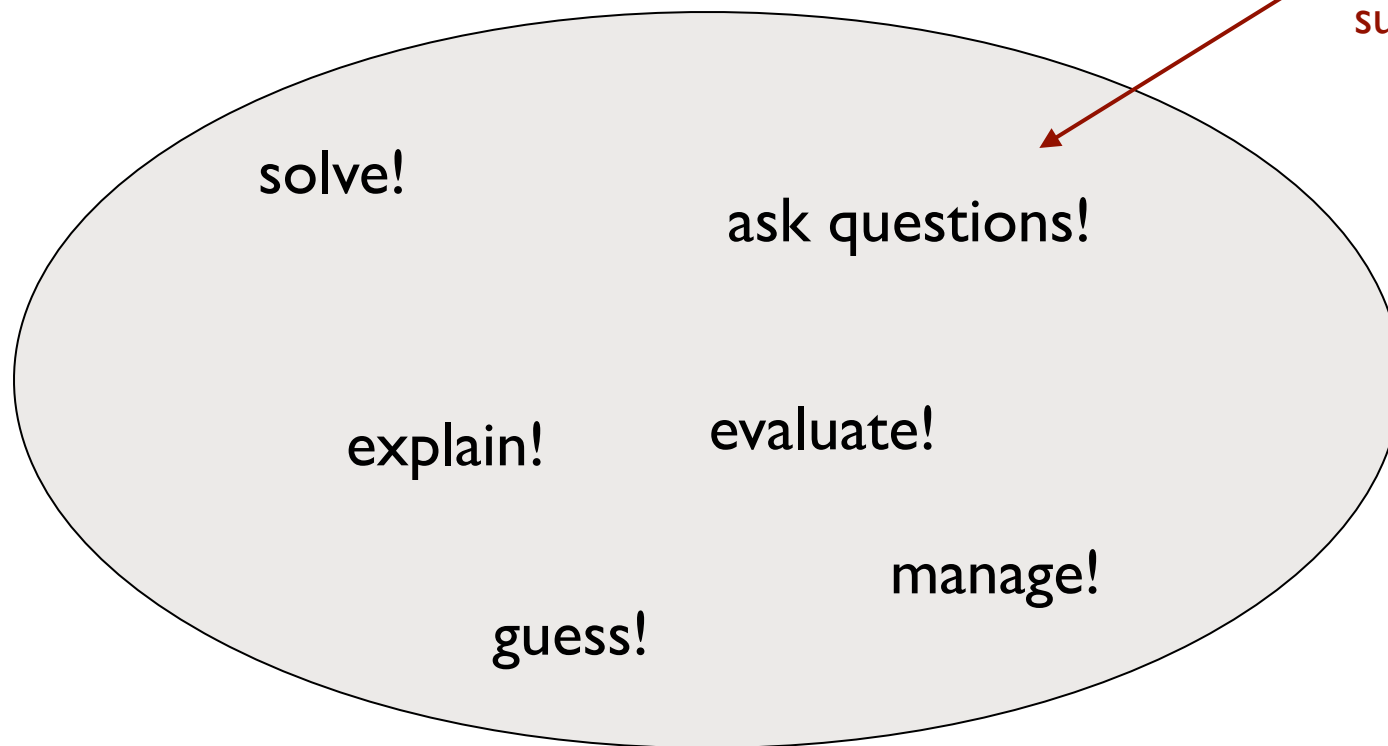 solve!
ask questions!
explain!
evaluate!
manage!
guess!